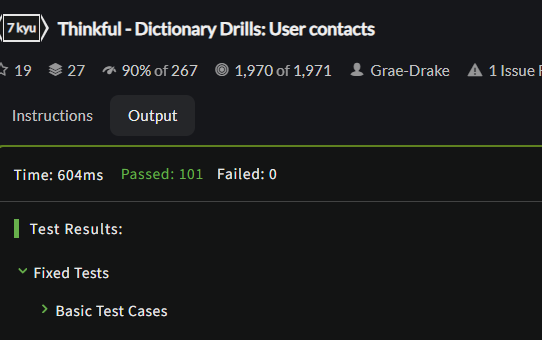 7 kyu Thinkful - Dictionary Drills: User contacts
19 27 90% of 267 1,970 of 1,971 Grae-Drake 1 Issue
Instructions Output
Time: 604ms Passed: 101 Failed: 0
Test Results:
Fixed Tests
Basic Test Cases